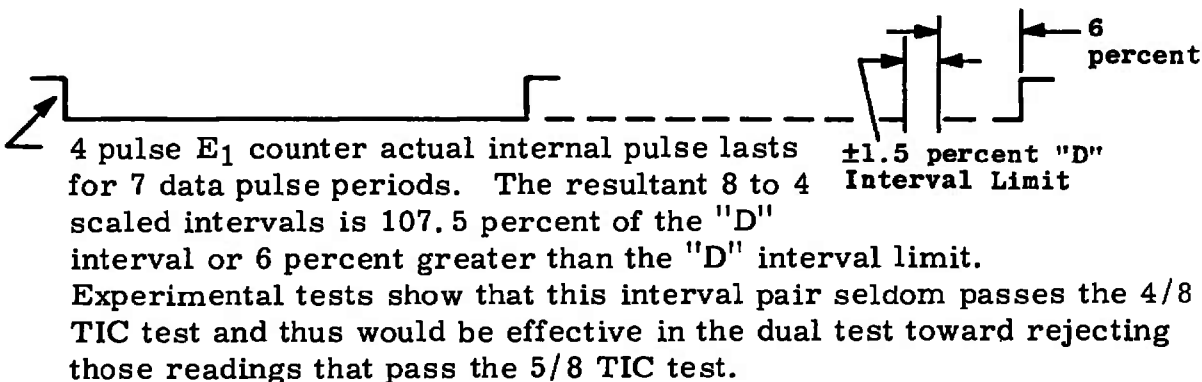 6
percent
4 pulse E1 counter actual internal pulse lasts
for 7 data pulse periods. The resultant 8 to 4
scaled intervals is 107.5 percent of the "D"
interval or 6 percent greater than the "D" interval limit.
Experimental tests show that this interval pair seldom passes the 4/8
TIC test and thus would be effective in the dual test toward rejecting
those readings that pass the 5/8 TIC test.
±1.5 percent "D"
Interval Limit